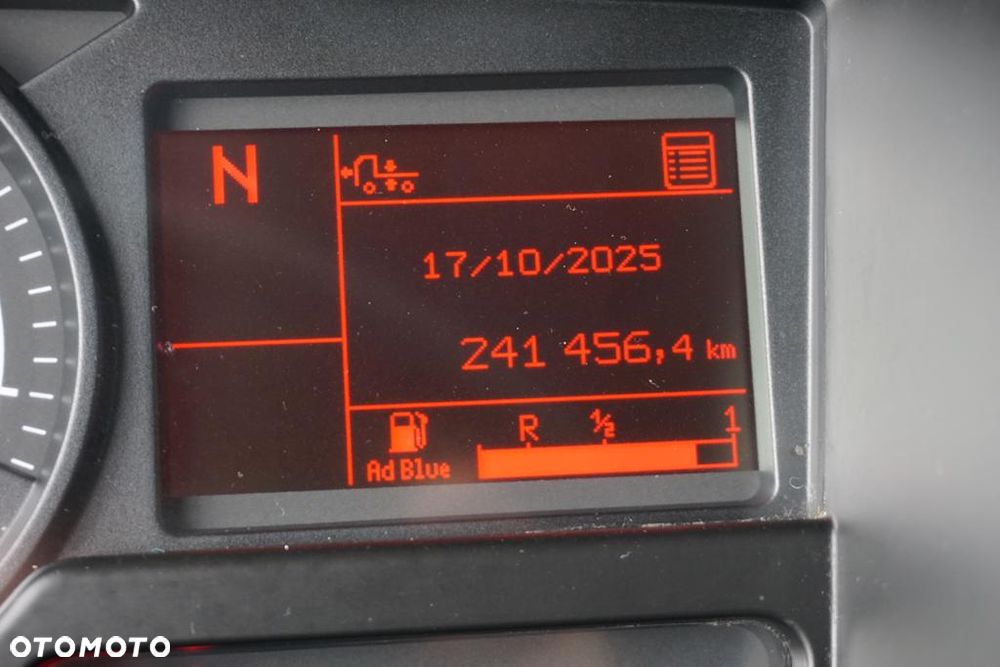 N
17/10/2025
241 456,4 km
R ½ 1
Ad Blue
OTOMOTO